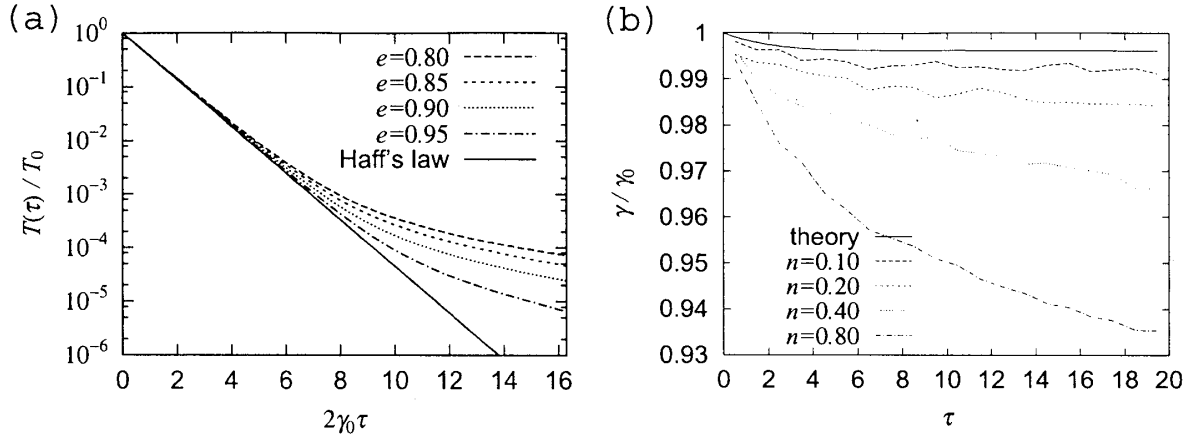 (a)
10⁰
10⁻¹
10⁻²
10⁻³
10⁻⁴
10⁻⁵
10⁻⁶
T(τ) / T₀
e=0.80
e=0.85
e=0.90
e=0.95
Haff's law
0 2 4 6 8 10 12 14 16
2γ₀τ
(b)
1
0.99
0.98
0.97
0.96
0.95
0.94
0.93
γ/γ₀
theory
n=0.10
n=0.20
n=0.40
n=0.80
0 2 4 6 8 10 12 14 16 18 20
τ